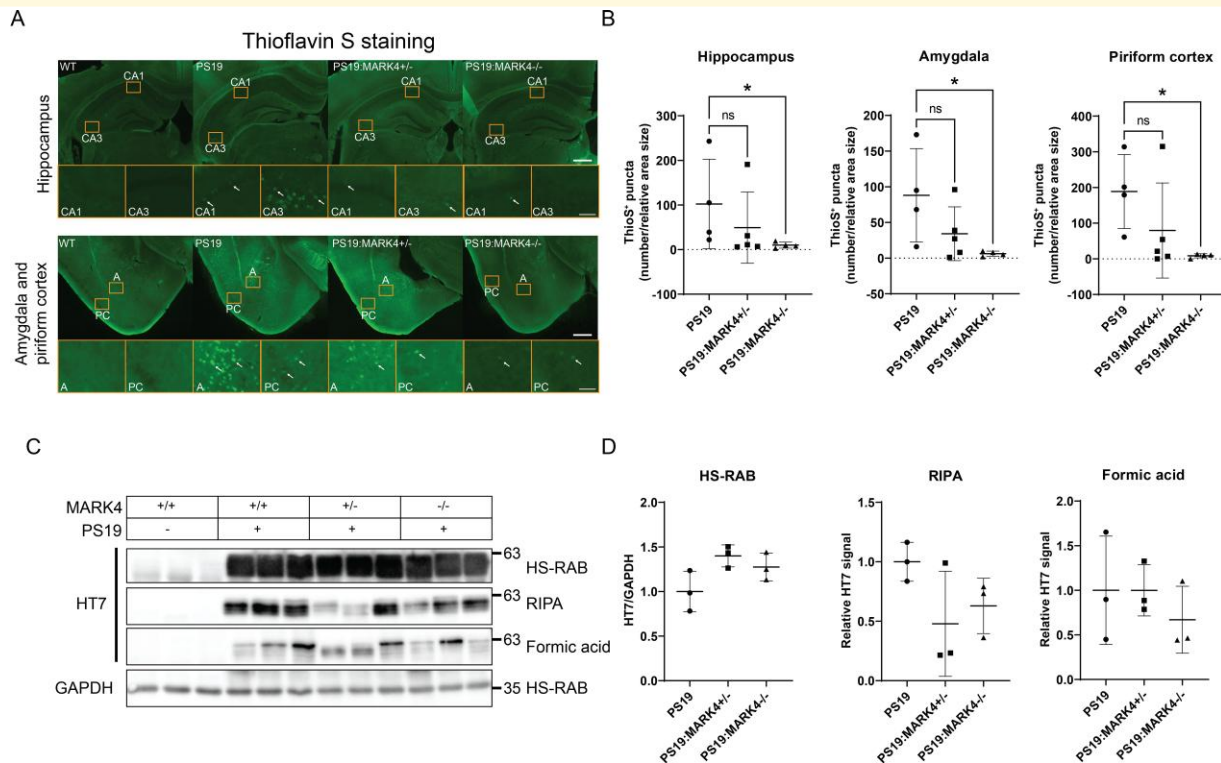 A
Thioflavin S staining
Hippocampus
WT
PS19
PS19:MARK4+/-
PS19:MARK4-/-
CA1
CA1
CA1
CA1
CA3
CA3
CA3
CA3
CA1
CA3
CA1
CA3
CA1
CA3
CA1
CA3
Amygdala and
piriform cortex
WT
PS19
PS19:MARK4+/-
PS19:MARK4-/-
A
A
A
A
PC
PC
PC
PC
A
PC
A
PC
A
PC
A
PC
B
Hippocampus
ThioS⁺ puncta
(number/relative area size)
300
200
100
0
-100
ns
*
PS19
PS19:MARK4+/-
PS19:MARK4-/-
Amygdala
ThioS⁺ puncta
(number/relative area size)
200
150
100
50
0
-50
ns
*
PS19
PS19:MARK4+/-
PS19:MARK4-/-
Piriform cortex
ThioS⁺ puncta
(number/relative area size)
400
300
200
100
0
-100
ns
*
PS19
PS19:MARK4+/-
PS19:MARK4-/-
C
MARK4 +/+ +/+ +/- -/-
PS19 - + + +
HT7
63 HS-RAB
63 RIPA
63 Formic acid
GAPDH 35 HS-RAB
D
HS-RAB
HT7/GAPDH
2.0
1.5
1.0
0.5
0.0
PS19
PS19:MARK4+/-
PS19:MARK4-/-
RIPA
Relative HT7 signal
1.5
1.0
0.5
0.0
PS19
PS19:MARK4+/-
PS19:MARK4-/-
Formic acid
Relative HT7 signal
2.0
1.5
1.0
0.5
0.0
PS19
PS19:MARK4+/-
PS19:MARK4-/-